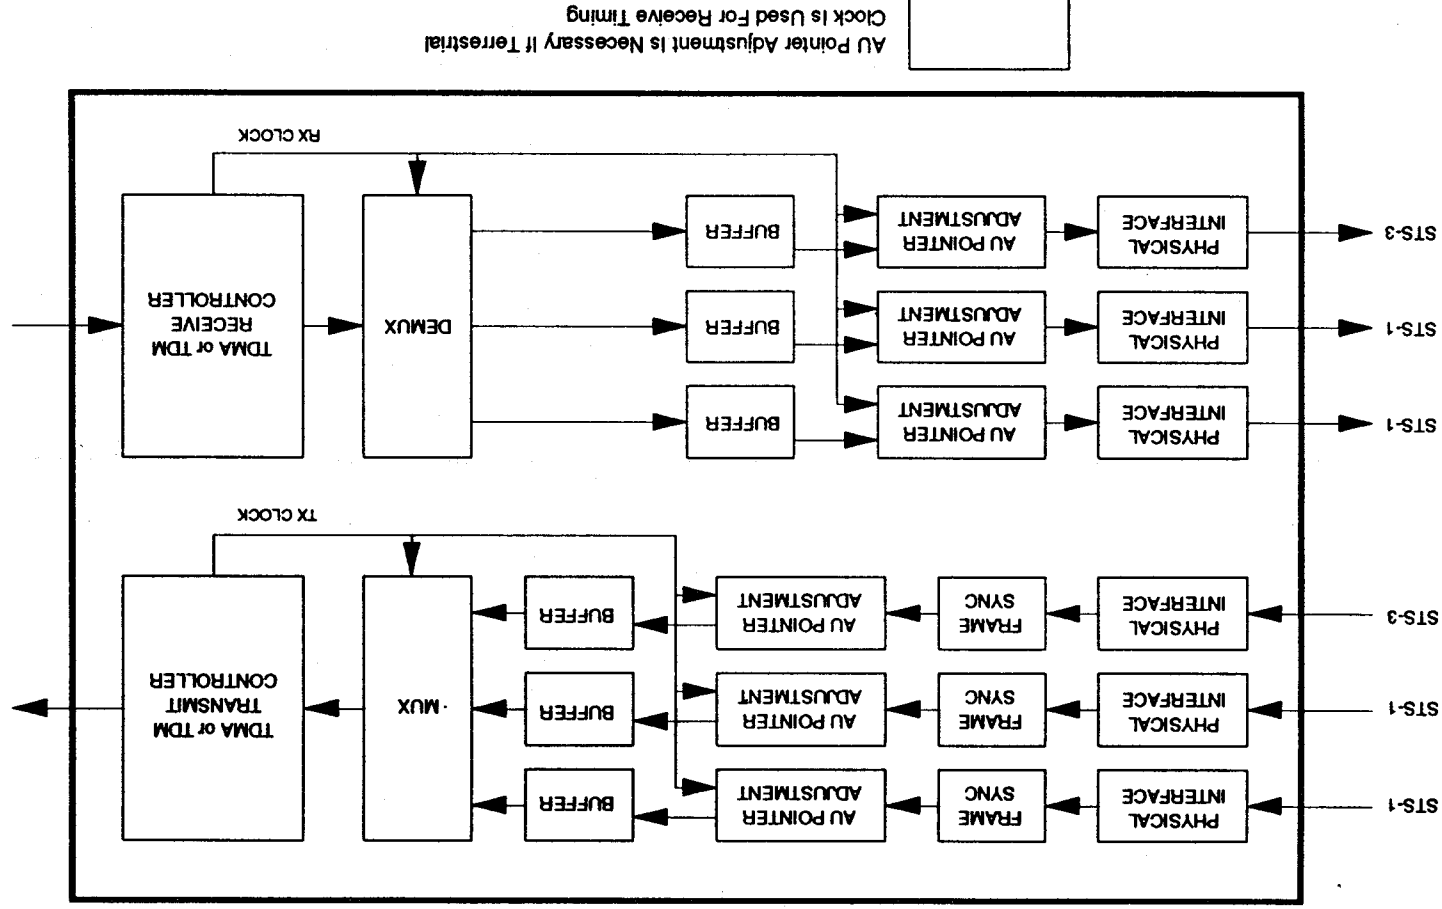 STS-1
PHYSICAL
INTERFACE
FRAME
SYNC
AU POINTER
ADJUSTMENT
BUFFER
STS-1
PHYSICAL
INTERFACE
FRAME
SYNC
AU POINTER
ADJUSTMENT
BUFFER
MUX
TDMA or TDM
TRANSMIT
CONTROLLER
STS-3
PHYSICAL
INTERFACE
FRAME
SYNC
AU POINTER
ADJUSTMENT
BUFFER
TX CLOCK
STS-1
PHYSICAL
INTERFACE
AU POINTER
ADJUSTMENT
BUFFER
STS-1
PHYSICAL
INTERFACE
AU POINTER
ADJUSTMENT
BUFFER
DEMUX
TDMA or TDM
RECEIVE
CONTROLLER
STS-3
PHYSICAL
INTERFACE
AU POINTER
ADJUSTMENT
BUFFER
RX CLOCK
AU Pointer Adjustment Is Necessary If Terrestrial
Clock Is Used For Receive Timing